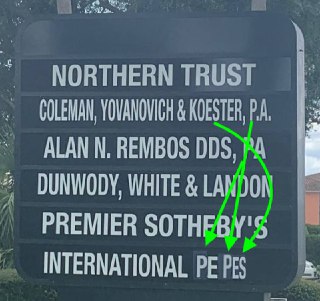 NORTHERN TRUST
COLEMAN, YOVANOVICH & KOESTER, P.A.
ALAN N. REMBOS DDS, PA
DUNWODY, WHITE & LANDON
PREMIER SOTHEBY'S
INTERNATIONAL PE PES